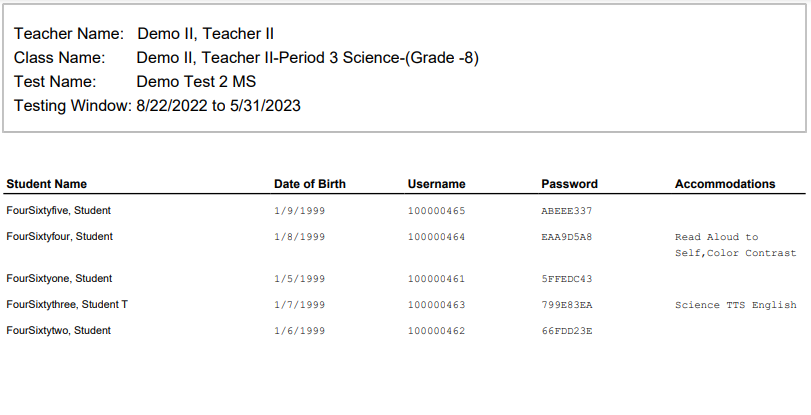 Teacher Name: Demo II, Teacher II
Class Name: Demo II, Teacher II-Period 3 Science-(Grade -8)
Test Name: Demo Test 2 MS
Testing Window: 8/22/2022 to 5/31/2023
Student Name Date of Birth Username Password Accommodations
FourSixtyfive, Student 1/9/1999 100000465 ABEEE337
FourSixtyfour, Student 1/8/1999 100000464 EAA9D5A8 Read Aloud to
Self,Color Contrast
FourSixtyone, Student 1/5/1999 100000461 5FFEDC43
FourSixtythree, Student T 1/7/1999 100000463 799E83EA Science TTS English
FourSixtytwo, Student 1/6/1999 100000462 66FDD23E